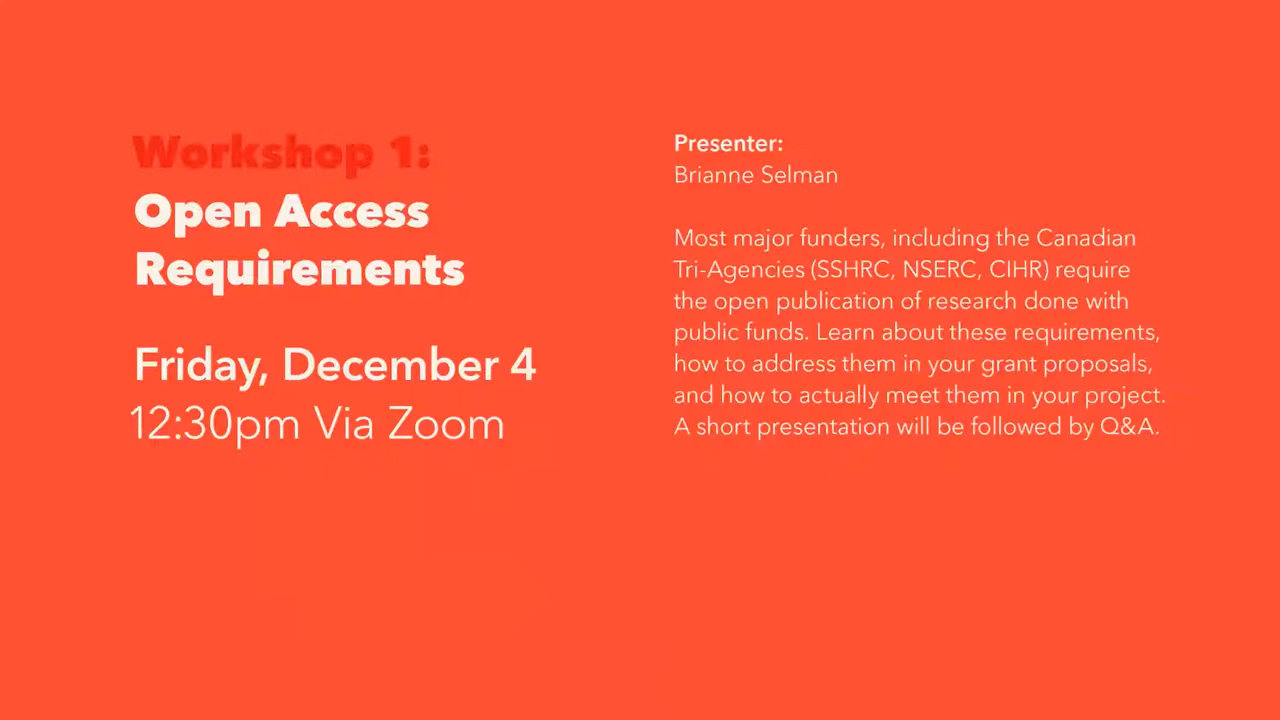 Workshop 1:
Open Access
Requirements
Friday, December 4
12:30pm Via Zoom
Presenter:
Brianne Selman
Most major funders, including the Canadian
Tri-Agencies (SSHRC, NSERC, CIHR) require
the open publication of research done with
public funds. Learn about these requirements,
how to address them in your grant proposals,
and how to actually meet them in your project.
A short presentation will be followed by Q&A.